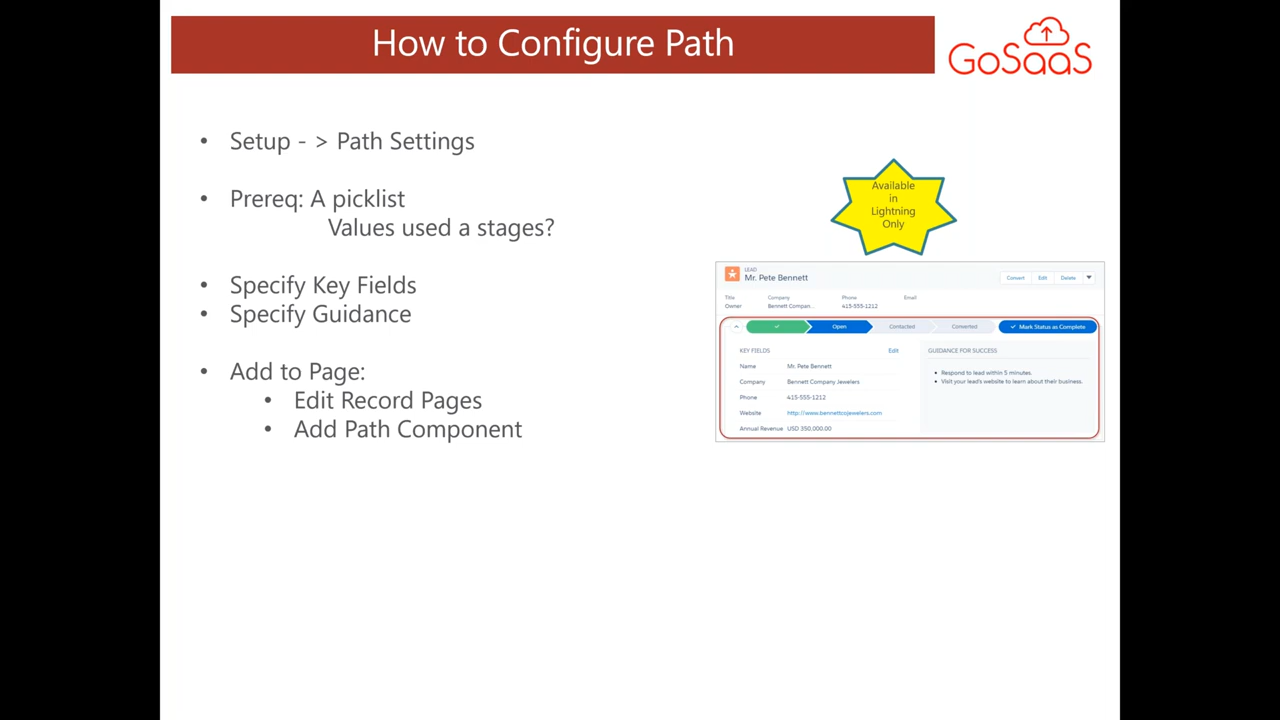 How to Configure Path
GoSaaS
• Setup - > Path Settings
• Prereq: A picklist
Values used a stages?
• Specify Key Fields
• Specify Guidance
• Add to Page:
• Edit Record Pages
• Add Path Component
Available
in
Lightning
Only
LEAD
Mr. Pete Bennett
Convert Edit Delete
Title Company Phone Email
Owner Bennett Compan... 415-555-1212
Open Contacted Converted Mark Status as Complete
KEY FIELDS Edit GUIDANCE FOR SUCCESS
Name Mr. Pete Bennett
• Respond to lead within 5 minutes.
Company Bennett Company Jewelers
• Visit your lead's website to learn about their business.
Phone 415-555-1212
Website http://www.bennettcojewelers.com
Annual Revenue USD 350,000.00